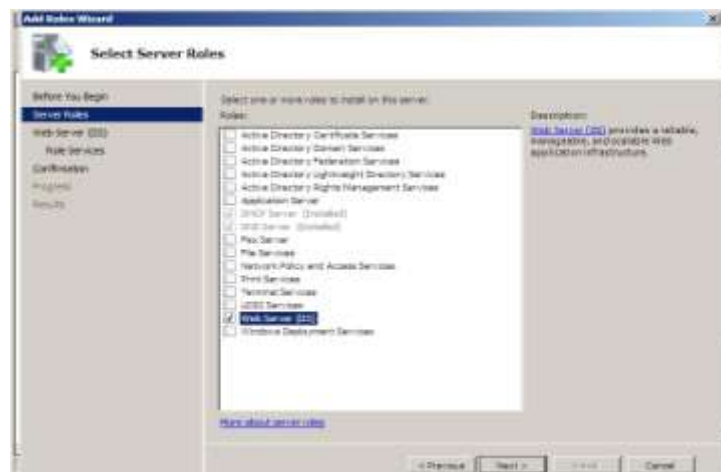 Add Roles Wizard
Select Server Roles
Before You Begin
Server Roles
Web Server (IIS)
Role Services
Confirmation
Progress
Results
Select one or more roles to install on this server.
Roles:
Active Directory Certificate Services
Active Directory Domain Services
Active Directory Federation Services
Active Directory Lightweight Directory Services
Active Directory Rights Management Services
Application Server
DHCP Server (Installed)
DNS Server (Installed)
Fax Server
File Services
Network Policy and Access Services
Print Services
Terminal Services
UDDI Services
Web Server (IIS)
Windows Deployment Services
More about server roles
Description:
Web Server (IIS) provides a reliable,
manageable, and scalable Web
application infrastructure.
< Previous
Next >
Install
Cancel